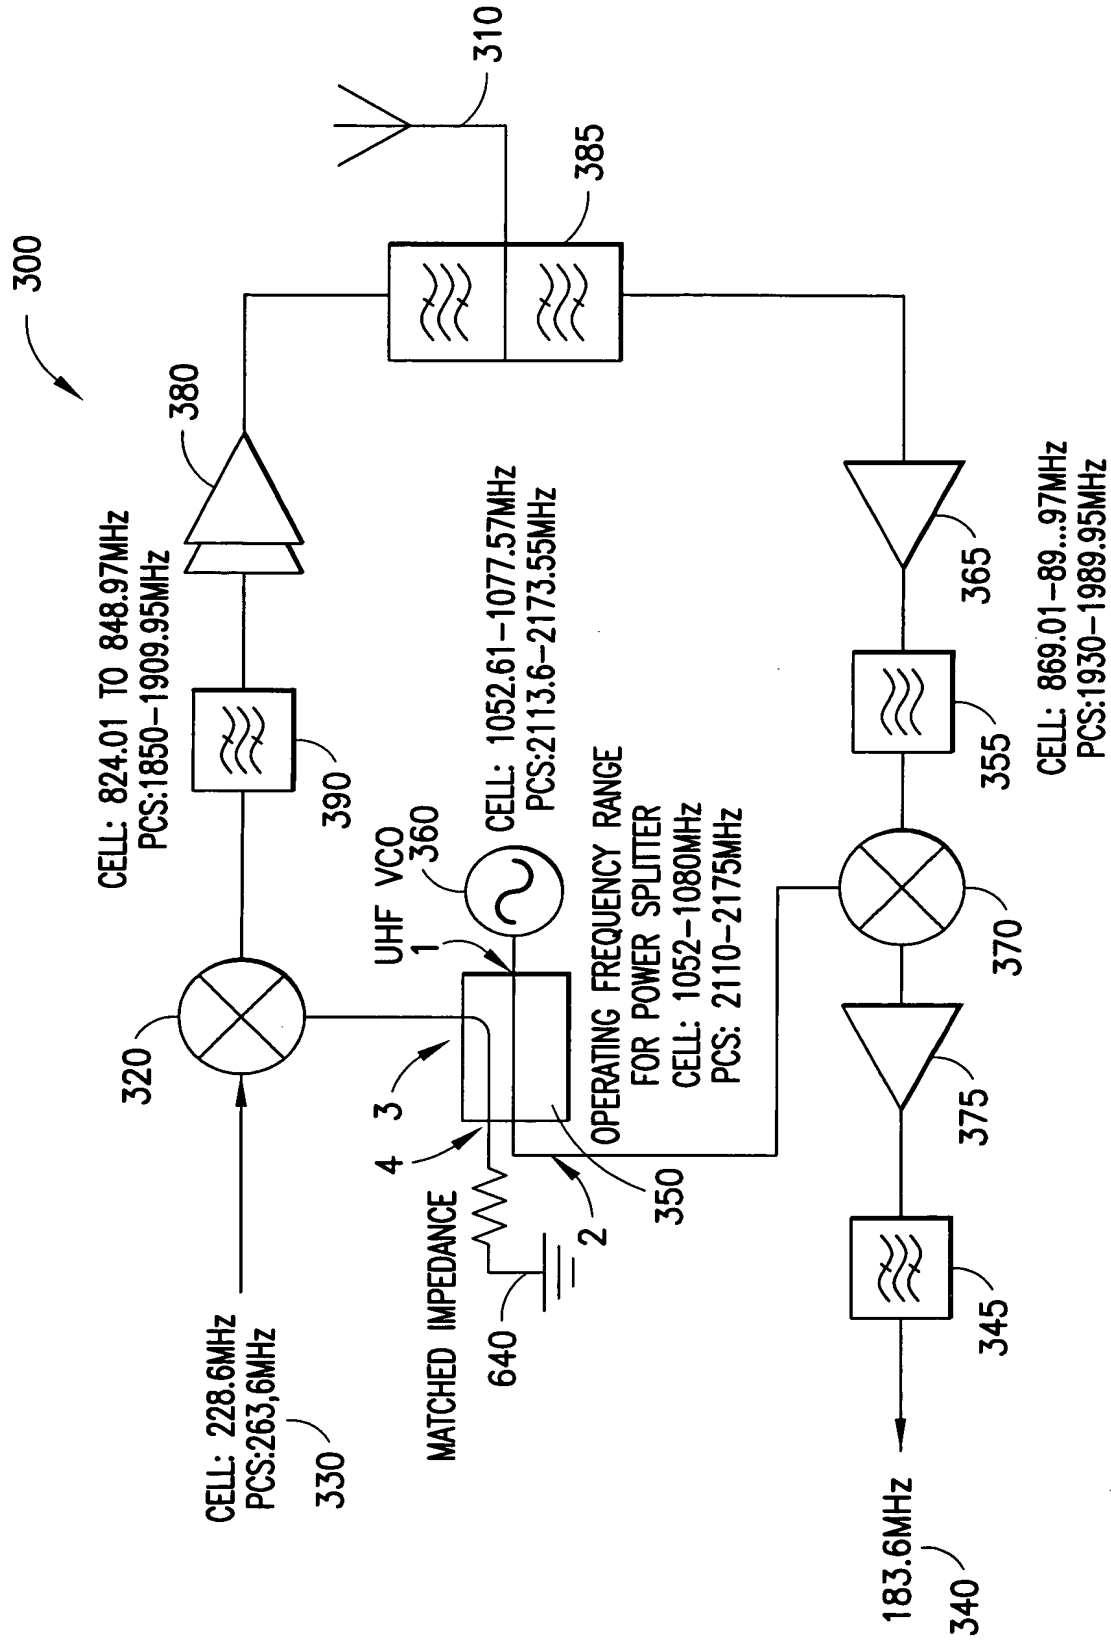 300
310
385
380
CELL: 824.01 TO 848.97MHz
PCS:1850-1909.95MHz
390
320
CELL: 228.6MHz
PCS:263,6MHz
330
UHF VCO
360
1
CELL: 1052.61-1077.57MHz
PCS:2113.6-2173.55MHz
3
4
MATCHED IMPEDANCE
640
2
350
OPERATING FREQUENCY RANGE
FOR POWER SPLITTER
CELL: 1052-1080MHz
PCS: 2110-2175MHz
365
355
CELL: 869.01-89...97MHz
PCS:1930-1989.95MHz
370
375
345
183.6MHz
340